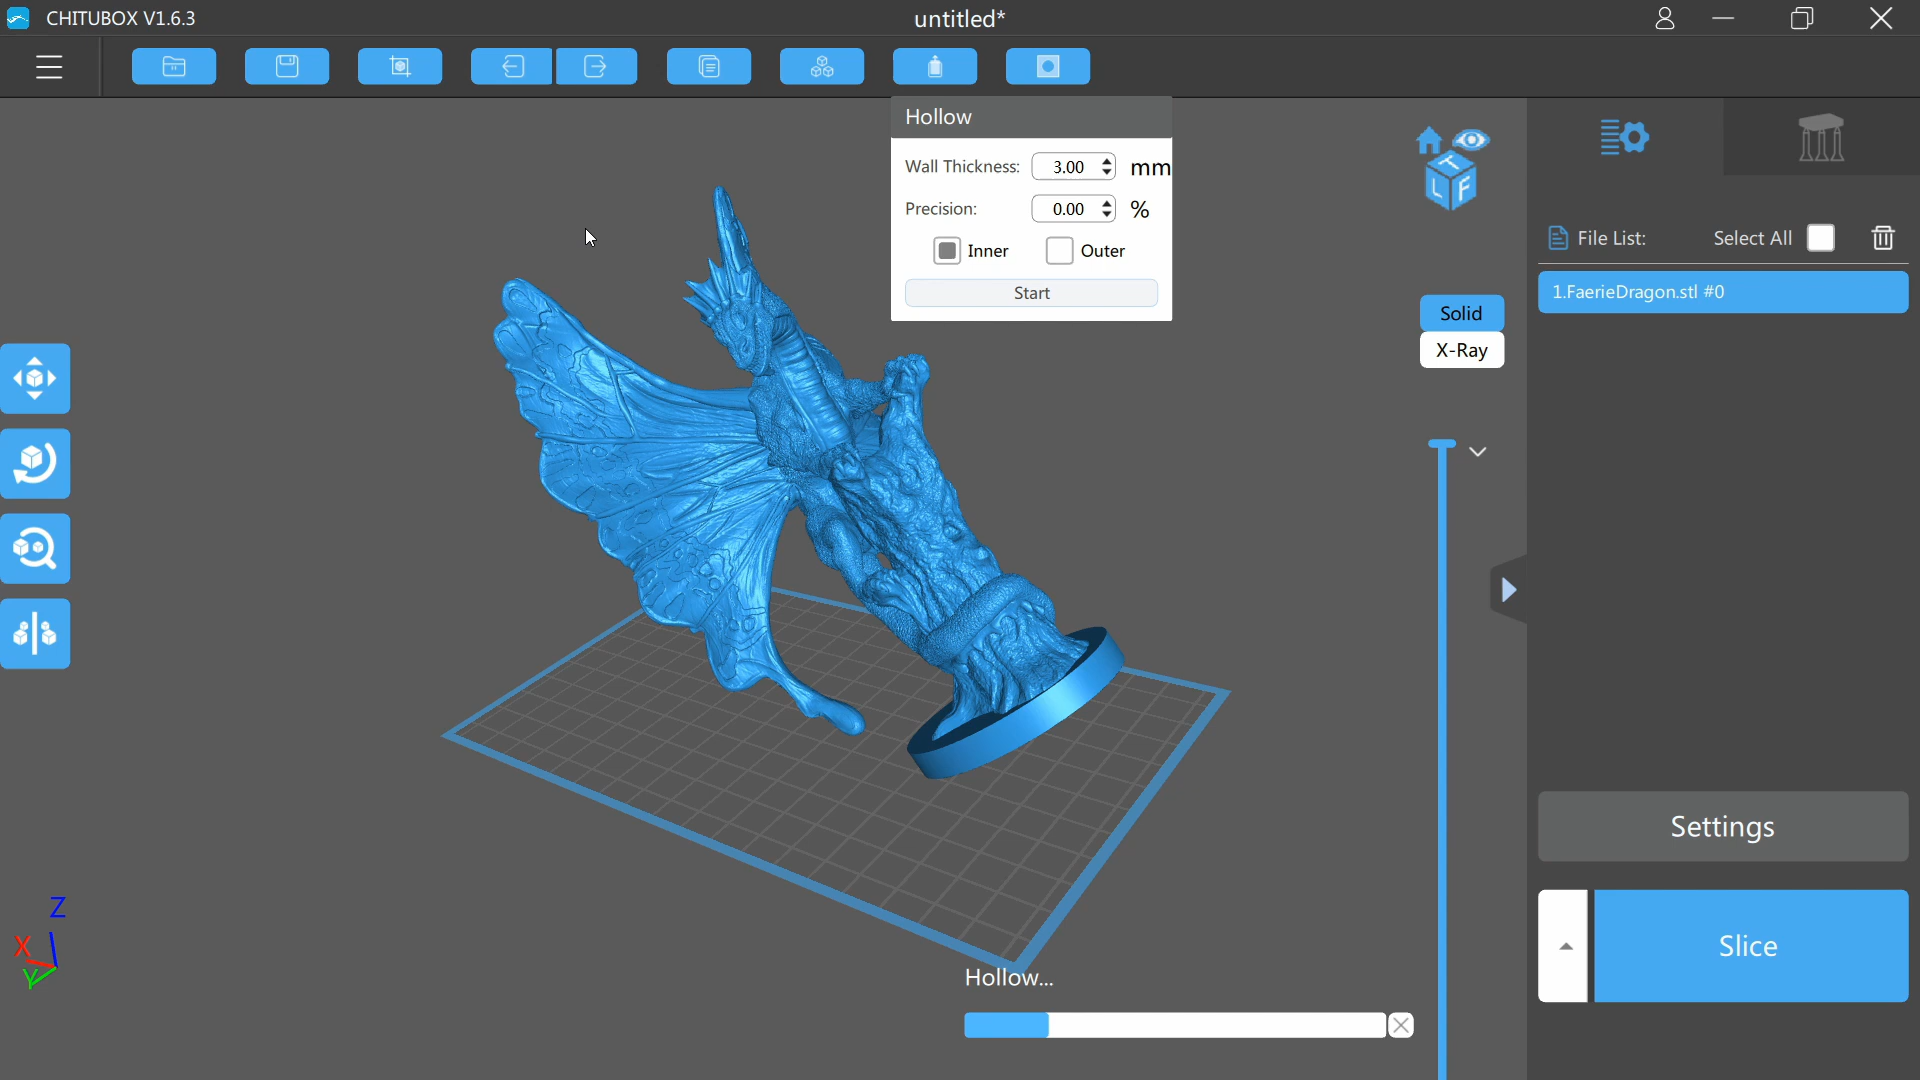 CHITUBOX V1.6.3
untitled*
Hollow
Wall Thickness: 3.00 mm
Precision: 0.00 %
Inner Outer
Start
T
L F
Solid
X-Ray
File List: Select All
1.FaerieDragon.stl #0
Settings
Slice
Z
X
Y
Hollow...